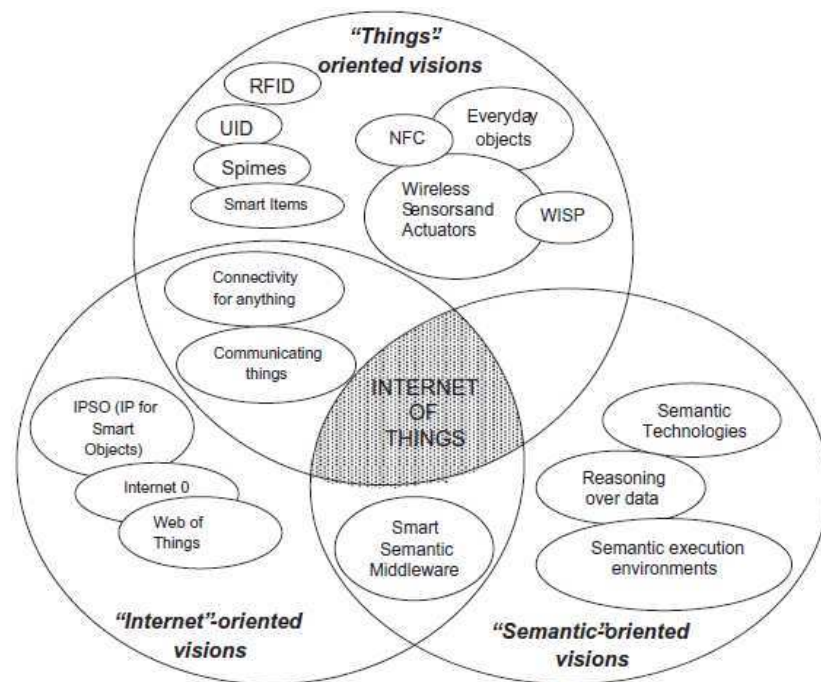 “Things”-
oriented visions
RFID
UID
Spimes
Smart Items
Everyday
objects
NFC
Wireless
Sensorsand
Actuators
WISP
Connectivity
for anything
Communicating
things
INTERNET
OF
THINGS
IPSO (IP for
Smart
Objects)
Internet 0
Web of
Things
Semantic
Technologies
Reasoning
over data
Semantic execution
environments
Smart
Semantic
Middleware
“Internet”-oriented
visions
“Semantic”-oriented
visions